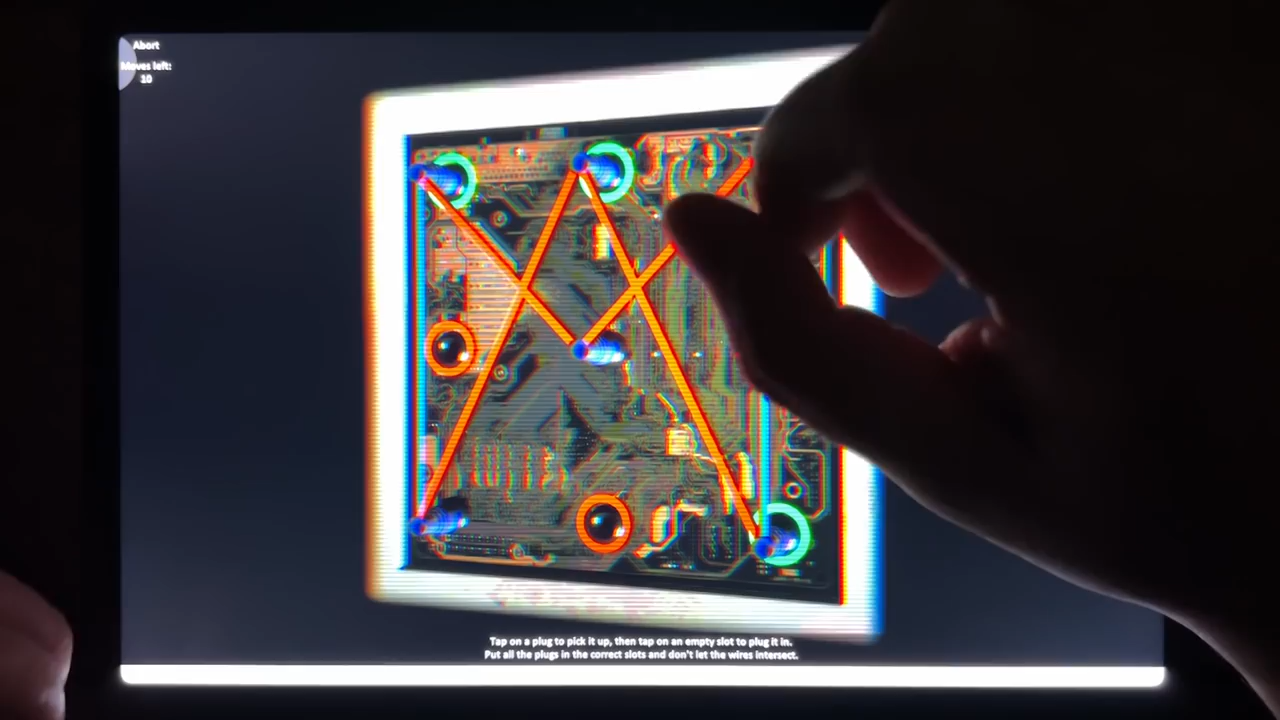 Abort
Moves left:
10
Tap on a plug to pick it up, then tap on an empty slot to plug it in.
Put all the plugs in the correct slots and don't let the wires intersect.